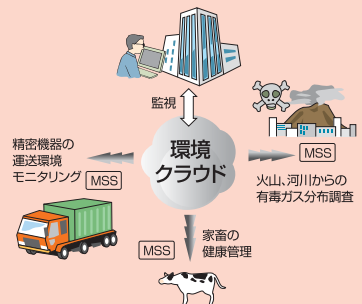 監視
環境
クラウド
精密機器の
運送環境
モニタリング
MSS
MSS
火山、河川からの
有毒ガス分布調査
MSS
家畜の
健康管理